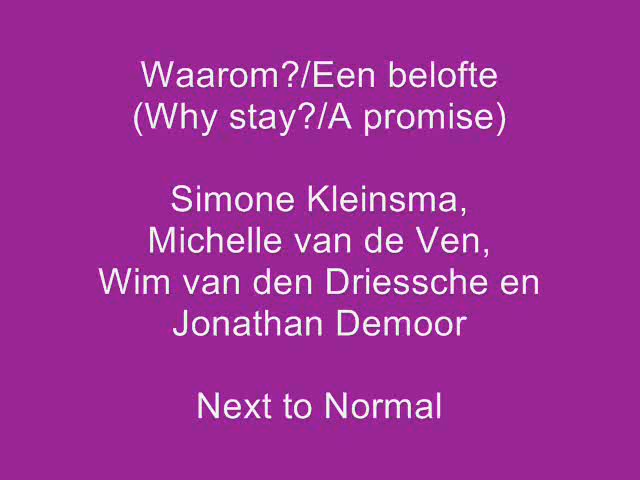 Waarom?/Een belofte
(Why stay?/A promise)
Simone Kleinsma,
Michelle van de Ven,
Wim van den Driessche en
Jonathan Demoor
Next to Normal